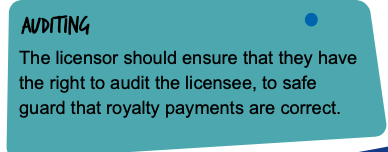 AUDITING
The licensor should ensure that they have
the right to audit the licensee, to safe
guard that royalty payments are correct.